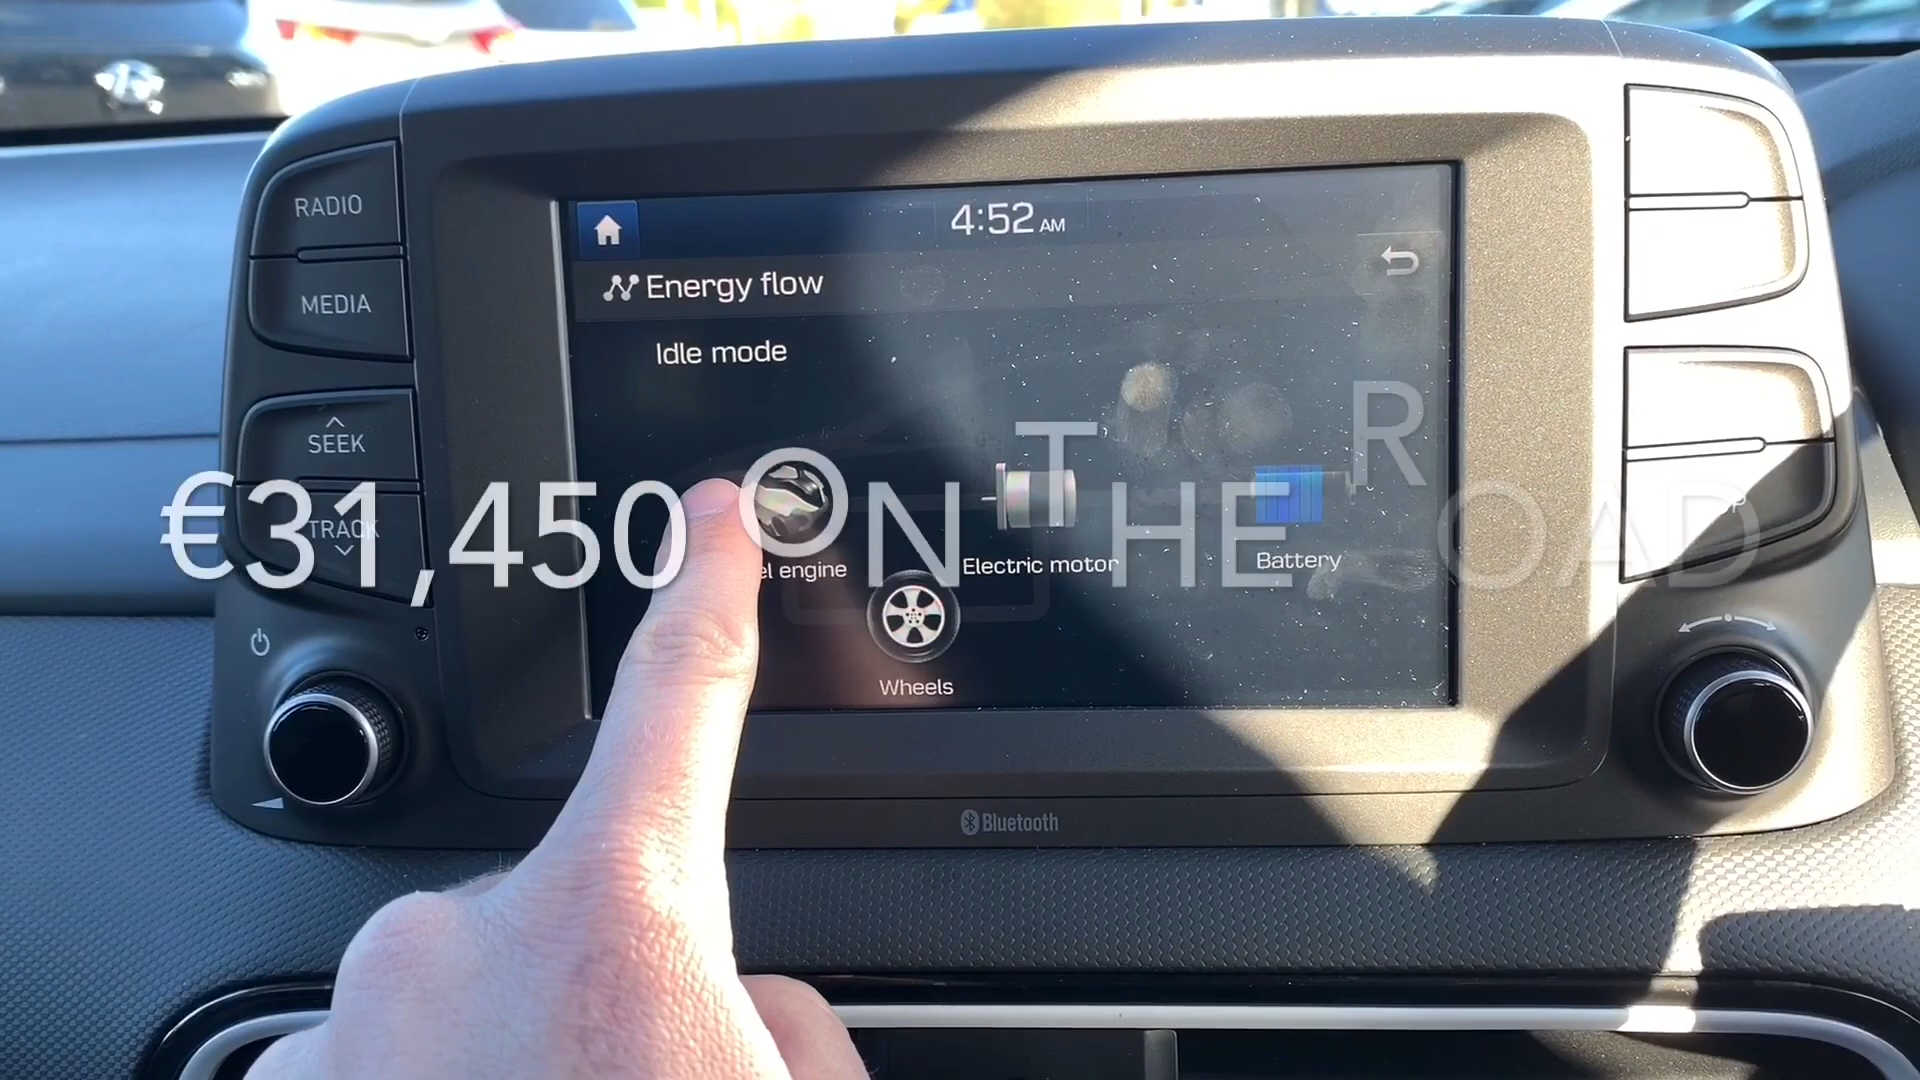 RADIO
MEDIA
SEEK
TRACK
4:52 AM
Energy flow
Idle mode
€31,450 ON THE ROAD
el engine
Electric motor
Battery
Wheels
Bluetooth